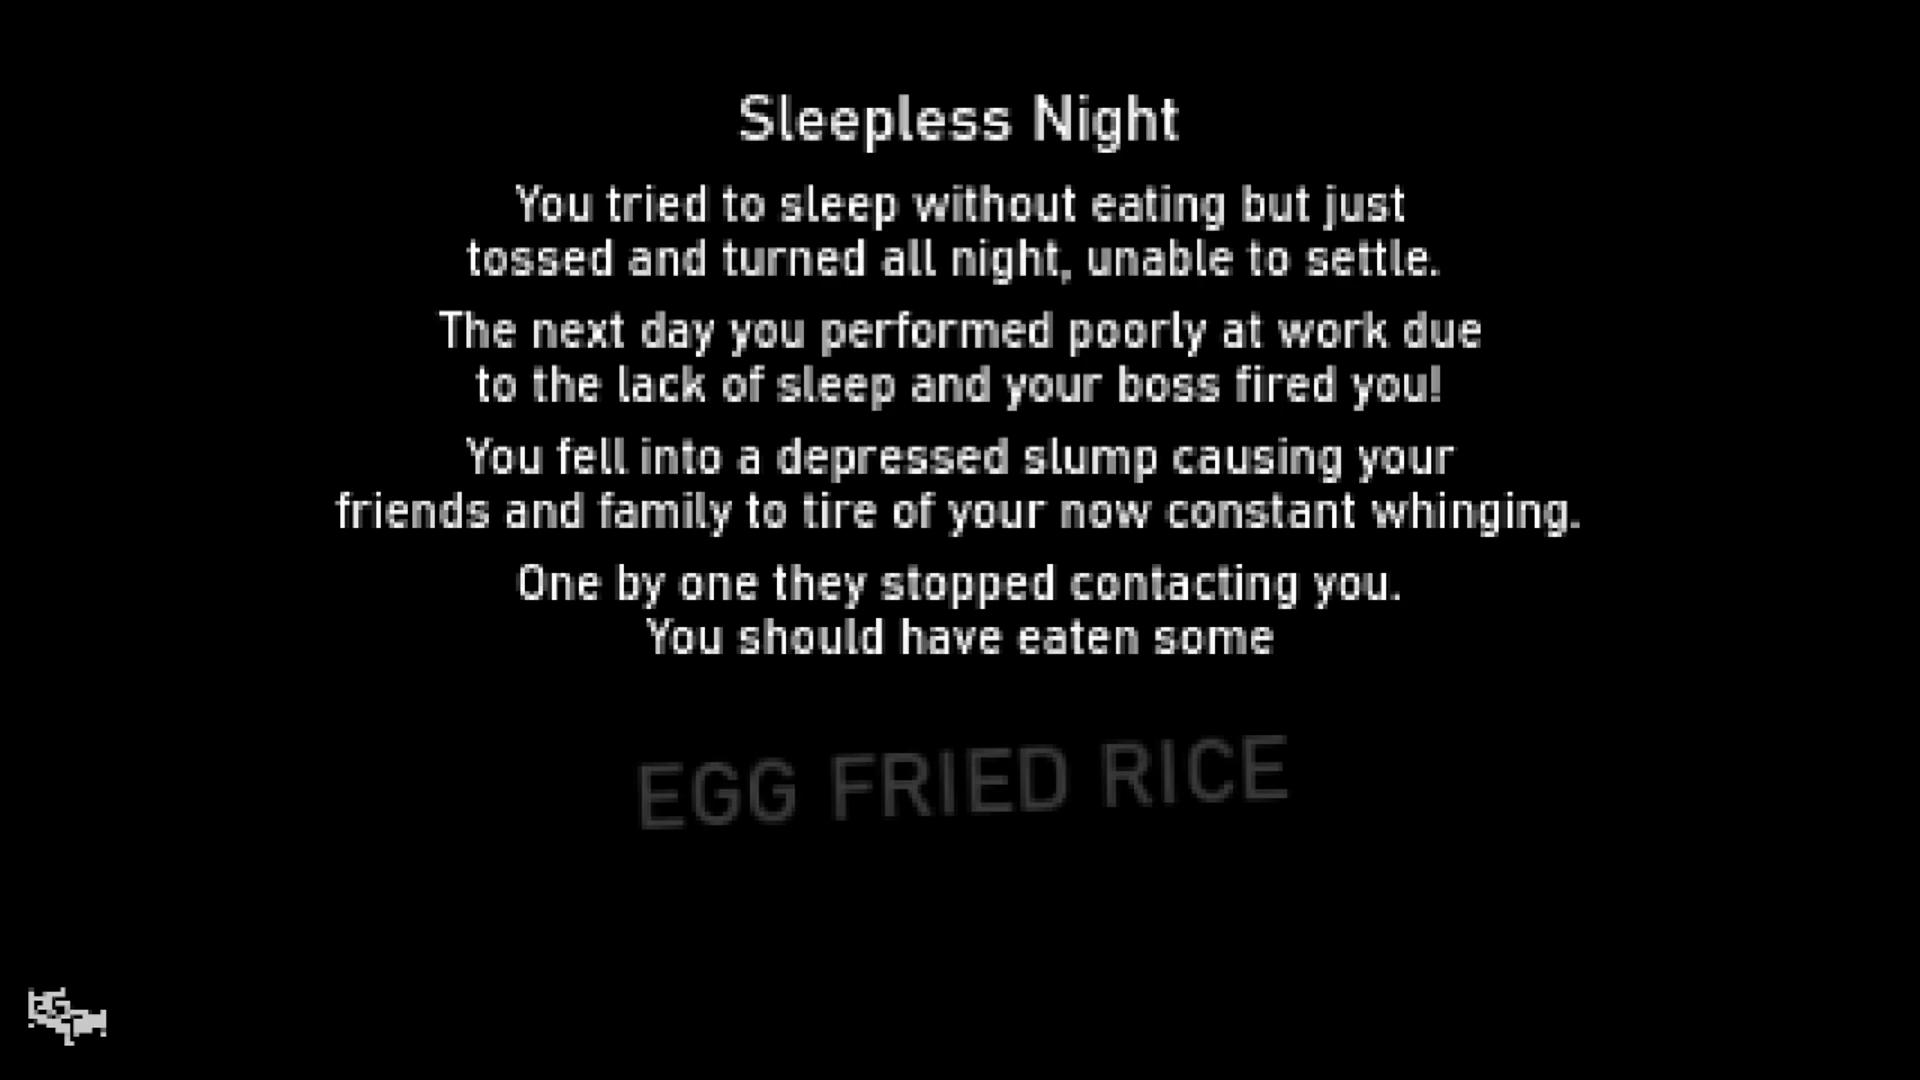 Sleepless Night
You tried to sleep without eating but just
tossed and turned all night, unable to settle.
The next day you performed poorly at work due
to the lack of sleep and your boss fired you!
You fell into a depressed slump causing your
friends and family to tire of your now constant whinging.
One by one they stopped contacting you.
You should have eaten some
EGG FRIED RICE